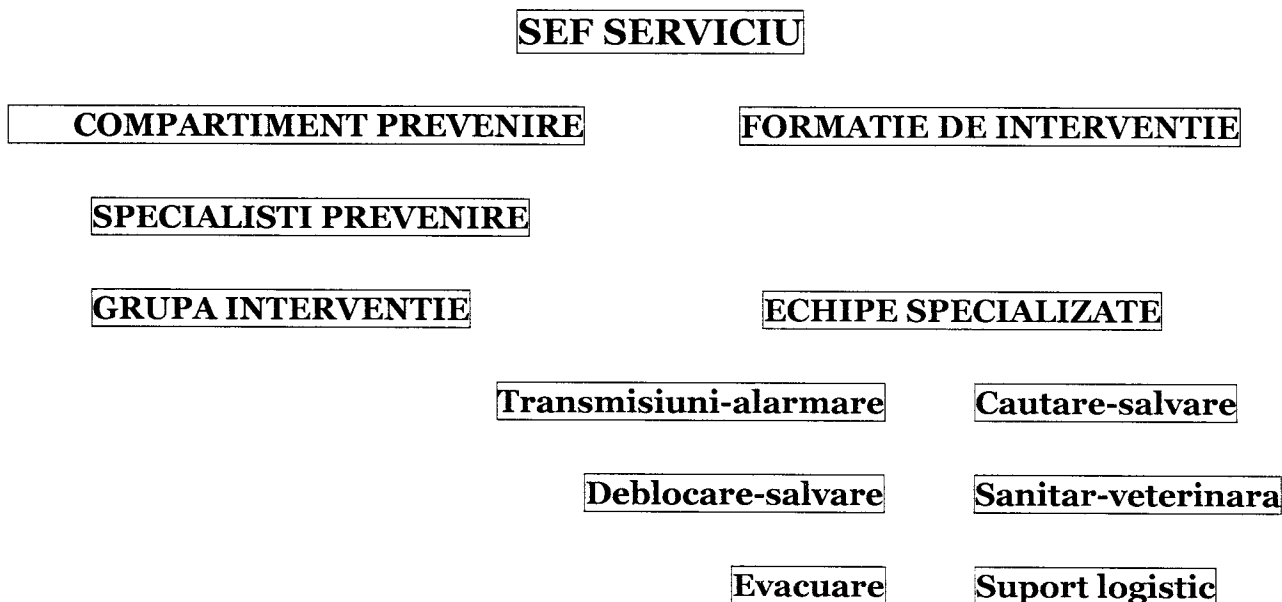 SEF SERVICIU
COMPARTIMENT PREVENIRE FORMATIE DE INTERVENTIE
SPECIALISTI PREVENIRE
GRUPA INTERVENTIE ECHIPE SPECIALIZATE
Transmisiuni-alarmare Cautare-salvare
Deblocare-salvare Sanitar-veterinara
Evacuare Suport logistic